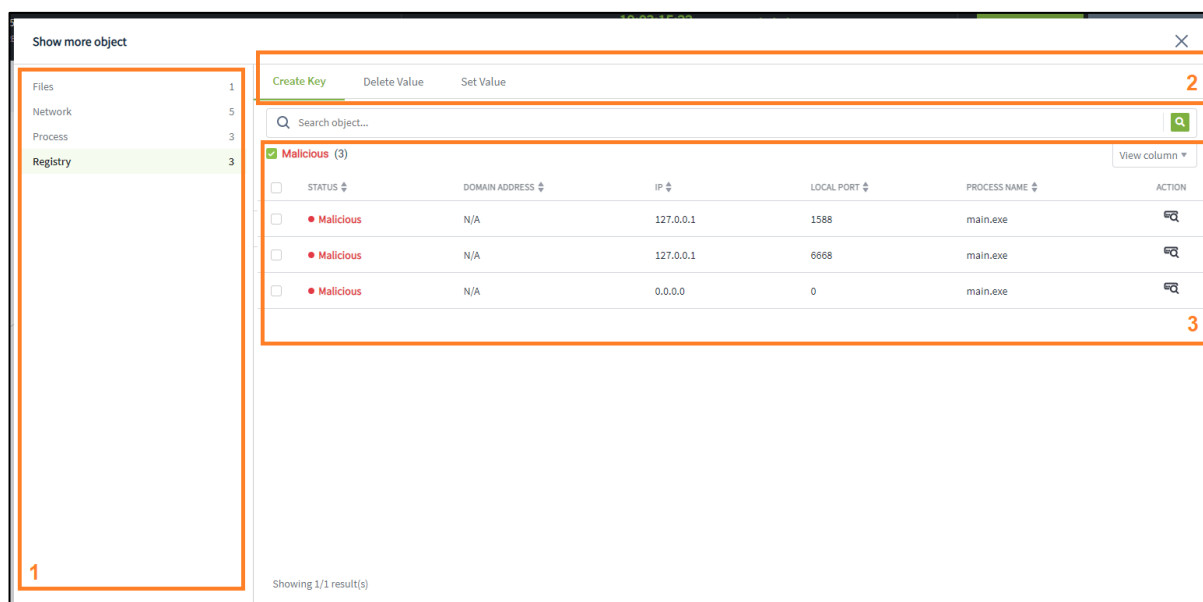 Show more object
Files 1
Network 5
Process 3
Registry 3
1
Create Key Delete Value Set Value
2
Search object...
Malicious (3)
View column
STATUS DOMAIN ADDRESS IP LOCAL PORT PROCESS NAME ACTION
Malicious N/A 127.0.0.1 1588 main.exe
Malicious N/A 127.0.0.1 6668 main.exe
Malicious N/A 0.0.0.0 0 main.exe
3
Showing 1/1 result(s)